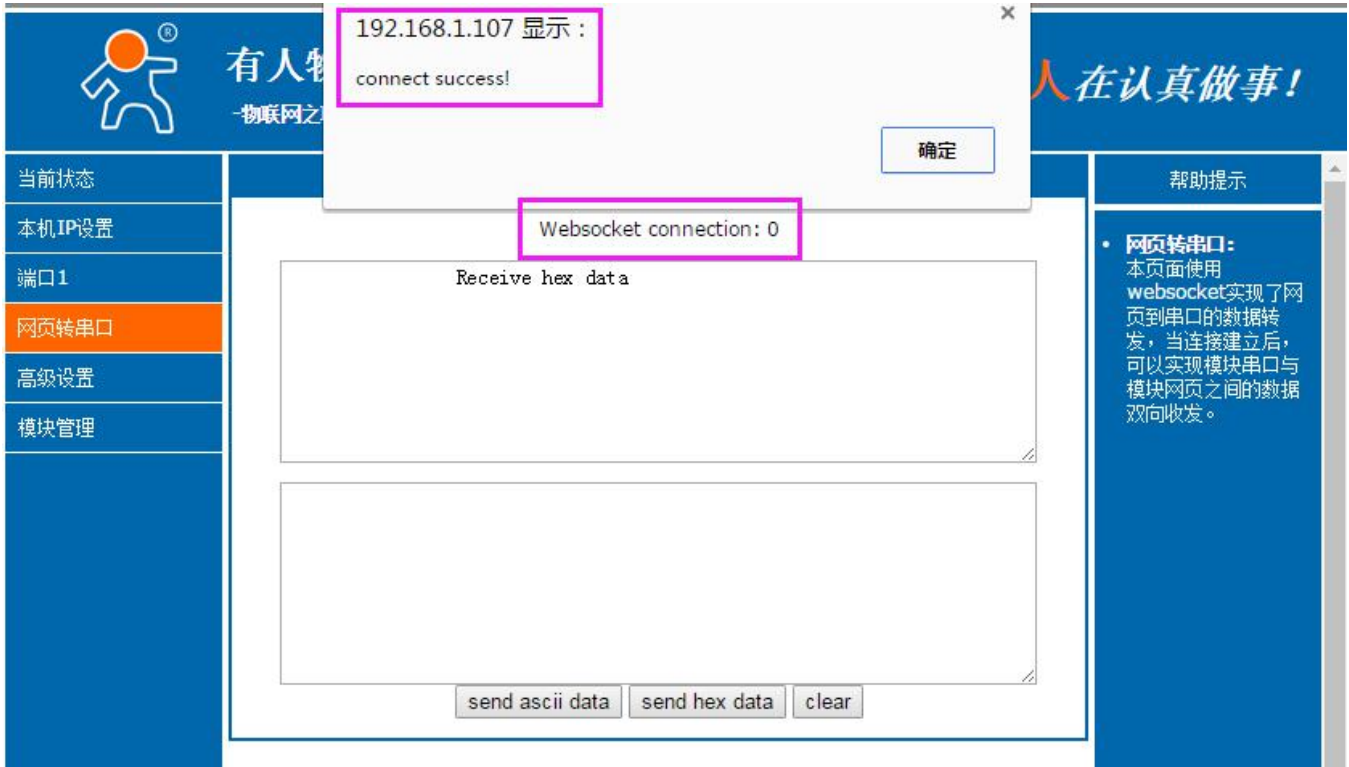 ®
192.168.1.107 显示：
×
connect success!
有人
-物联网之
人在认真做事!
确定
当前状态
本机IP设置
端口1
网页转串口
高级设置
模块管理
Websocket connection: 0
Receive hex data
send ascii data
send hex data
clear
帮助提示
• 网页转串口：
本页面使用
websocket实现了网
页到串口的数据转
发，当连接建立后，
可以实现模块串口与
模块网页之间的数据
双向收发。